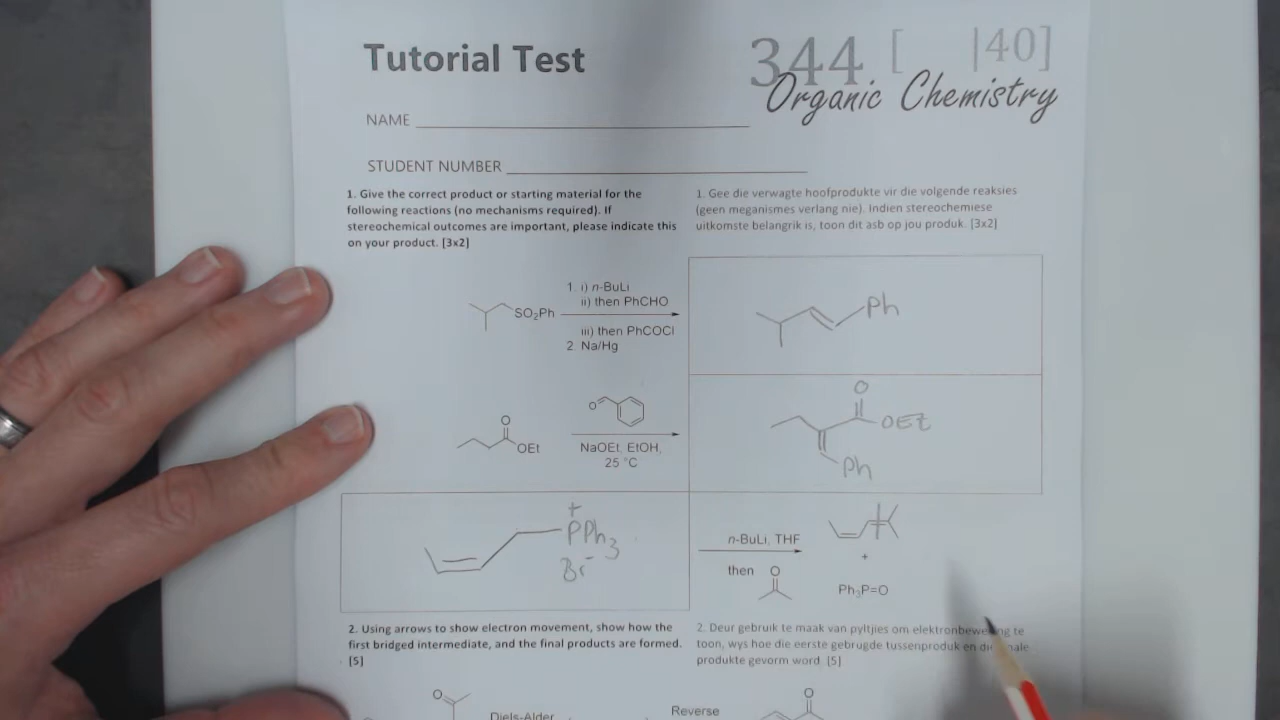 Tutorial Test
344 [ |40]
Organic Chemistry
NAME
STUDENT NUMBER
1. Give the correct product or starting material for the
following reactions (no mechanisms required). If
stereochemical outcomes are important, please indicate this
on your product. [3x2]
1. Gee die verwagte hoofprodukte vir die volgende reaksies
(geen meganismes verlang nie). Indien stereochemiese
uitkomste belangrik is, toon dit asb op jou produk. [3x2]
SO₂Ph
1. i) n-BuLi
ii) then PhCHO
iii) then PhCOCl
2 Na/Hg
Ph
O
OEt
O
NaOEt, EtOH,
25 °C
O
OEt
Ph
+
PPh₃
Br⁻
n-BuLi, THF
then O
+
Ph₃P=O
2. Using arrows to show electron movement, show how the
first bridged intermediate, and the final products are formed.
[5]
2. Deur gebruik te maak van pyltjies om te
toon, wys hoe die eerste gebrugde tussenproduk en
produkte gevorm word. [5]
O
Diels-Alder
Reverse
O